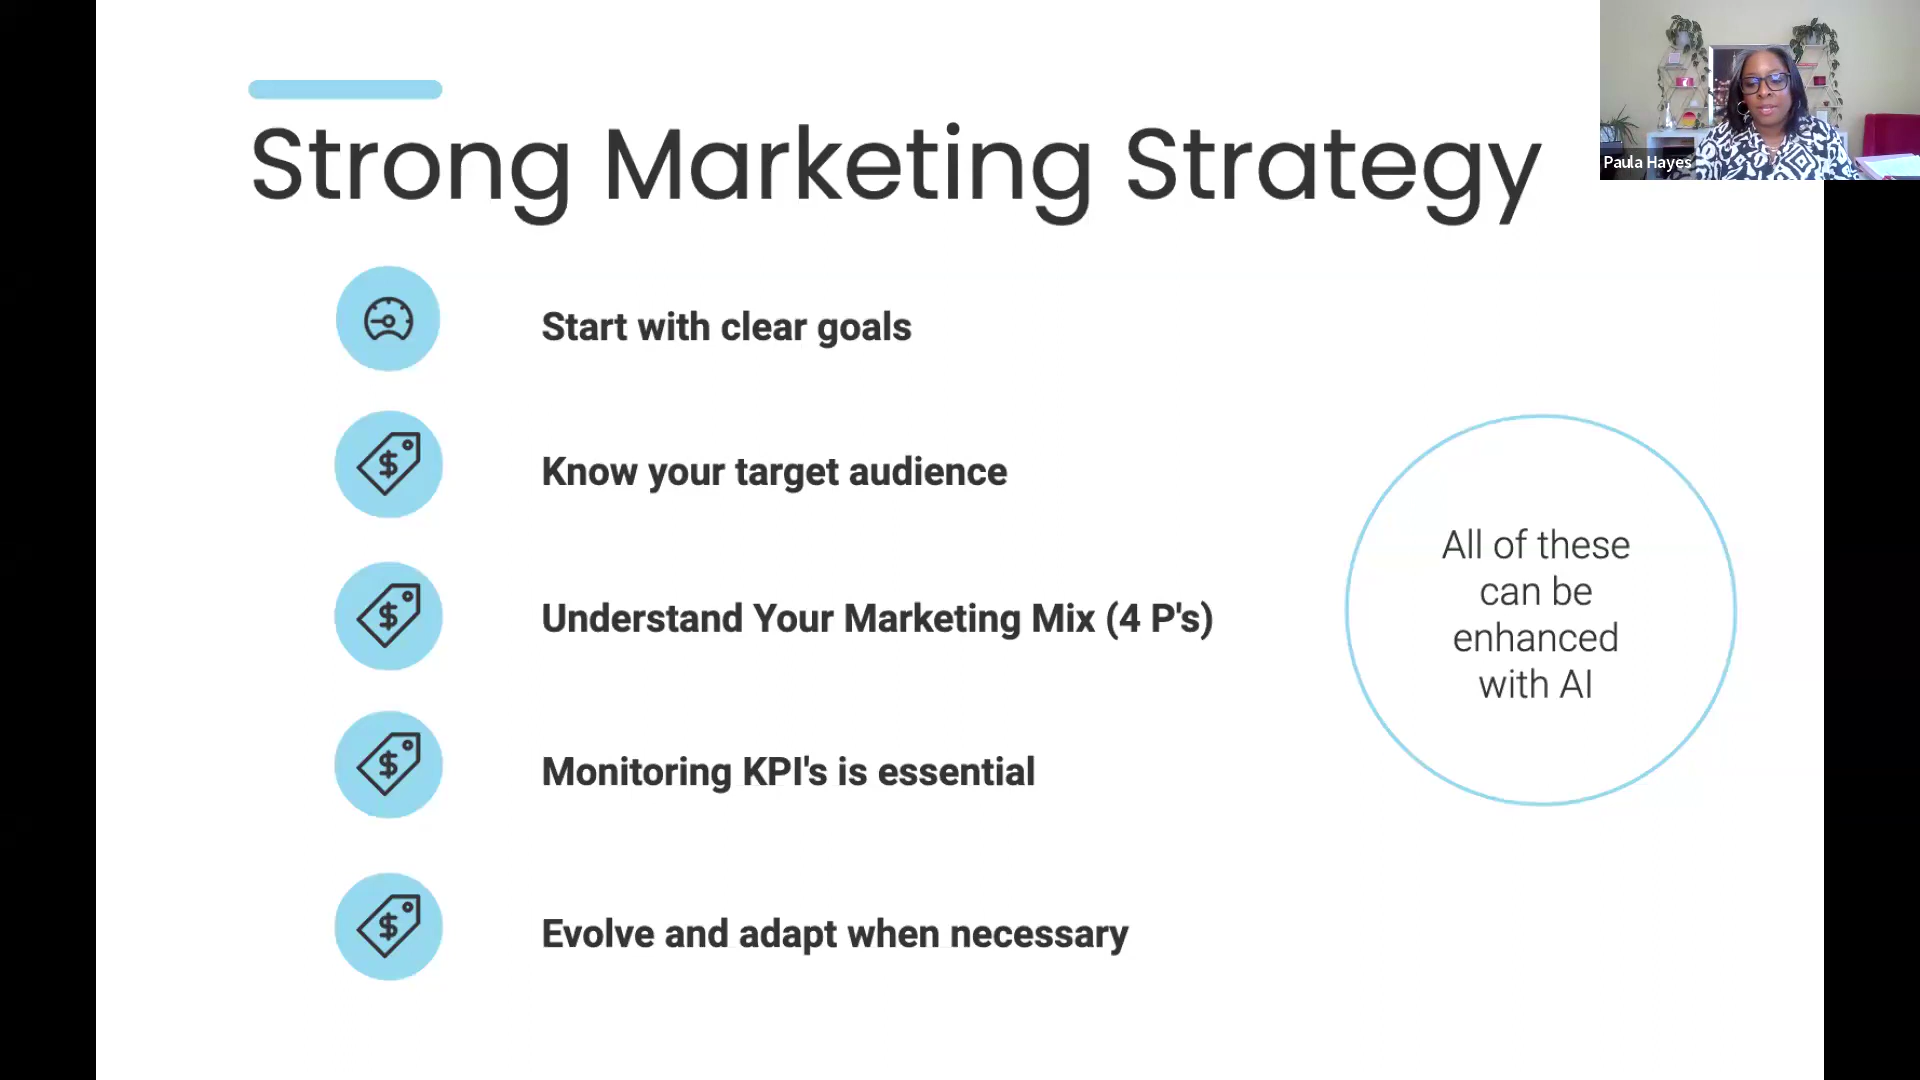 Strong Marketing Strategy
Paula Hayes
Start with clear goals
$
Know your target audience
$
Understand Your Marketing Mix (4 P's)
$
Monitoring KPI's is essential
$
Evolve and adapt when necessary
All of these
can be
enhanced
with AI